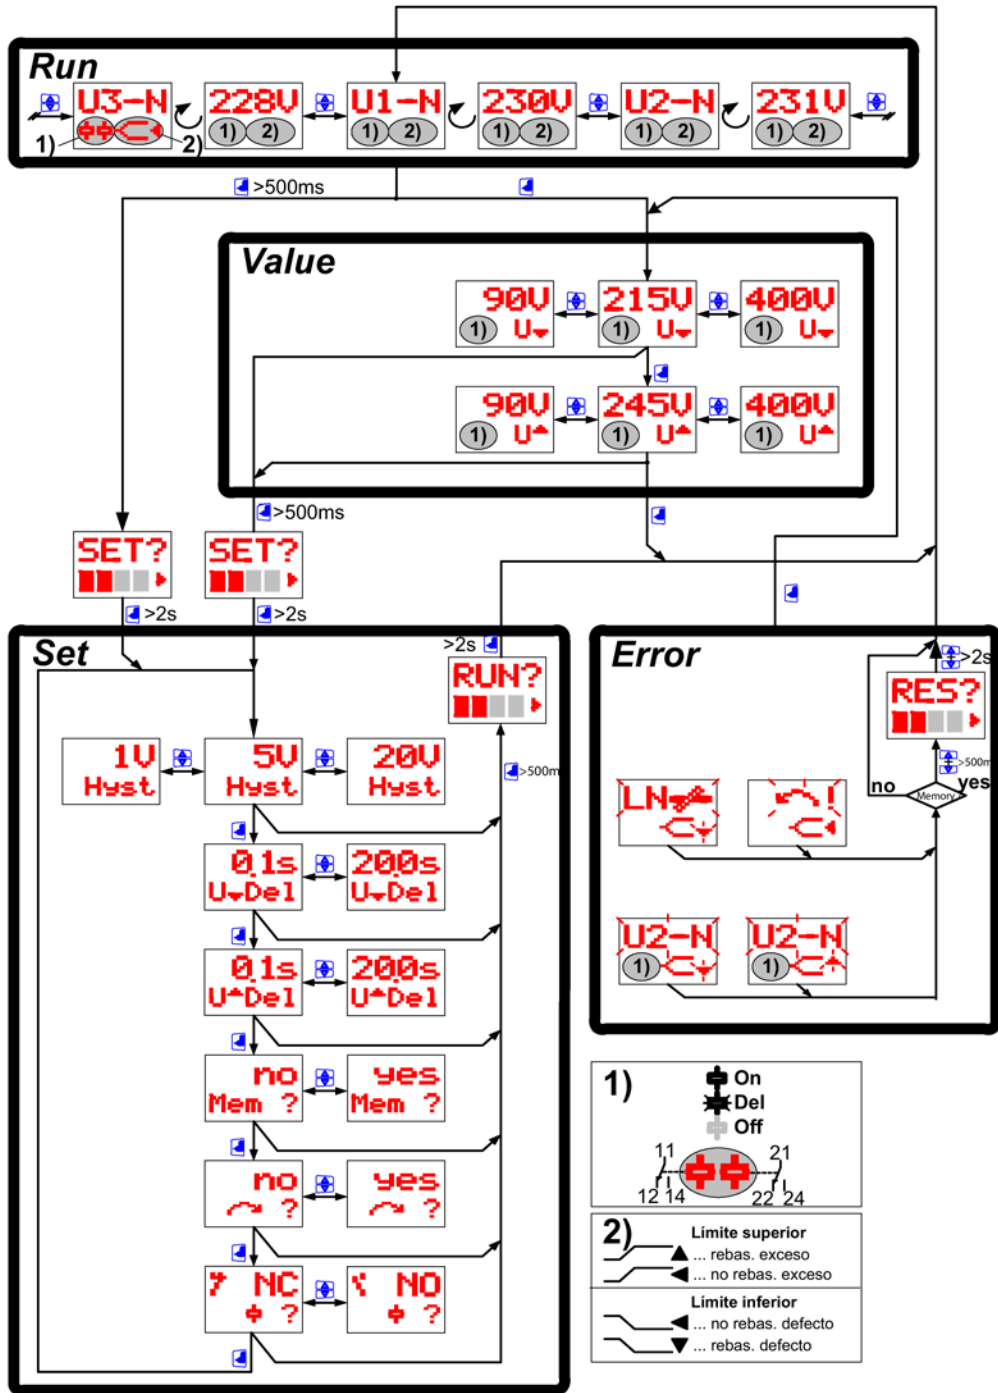 Run
U3-N 228V U1-N 230V U2-N 231V
1) 2) 1) 2) 1) 2) 1) 2) 1) 2) 1) 2)
>500ms
Value
90V 215V 400V
1) U 1) U 1) U
90V 245V 400V
1) U 1) U 1) U
>500ms
SET? SET?
>2s >2s
Set
>2s
RUN?
1V 5V 20V
Hyst Hyst Hyst
>500m
0.1s 20.0s
U Del U Del
0.1s 20.0s
U Del U Del
no yes
Mem ? Mem ?
no yes
? ?
NC NO
? ?
Error
>2s
RES?
>500m
no Memory yes
LN !
U2-N U2-N
1) 1)
1)
On
Del
Off
11 21
12 14 22 24
2)
Límite superior
... rebas. exceso
... no rebas. exceso
Límite inferior
... no rebas. defecto
... rebas. defecto